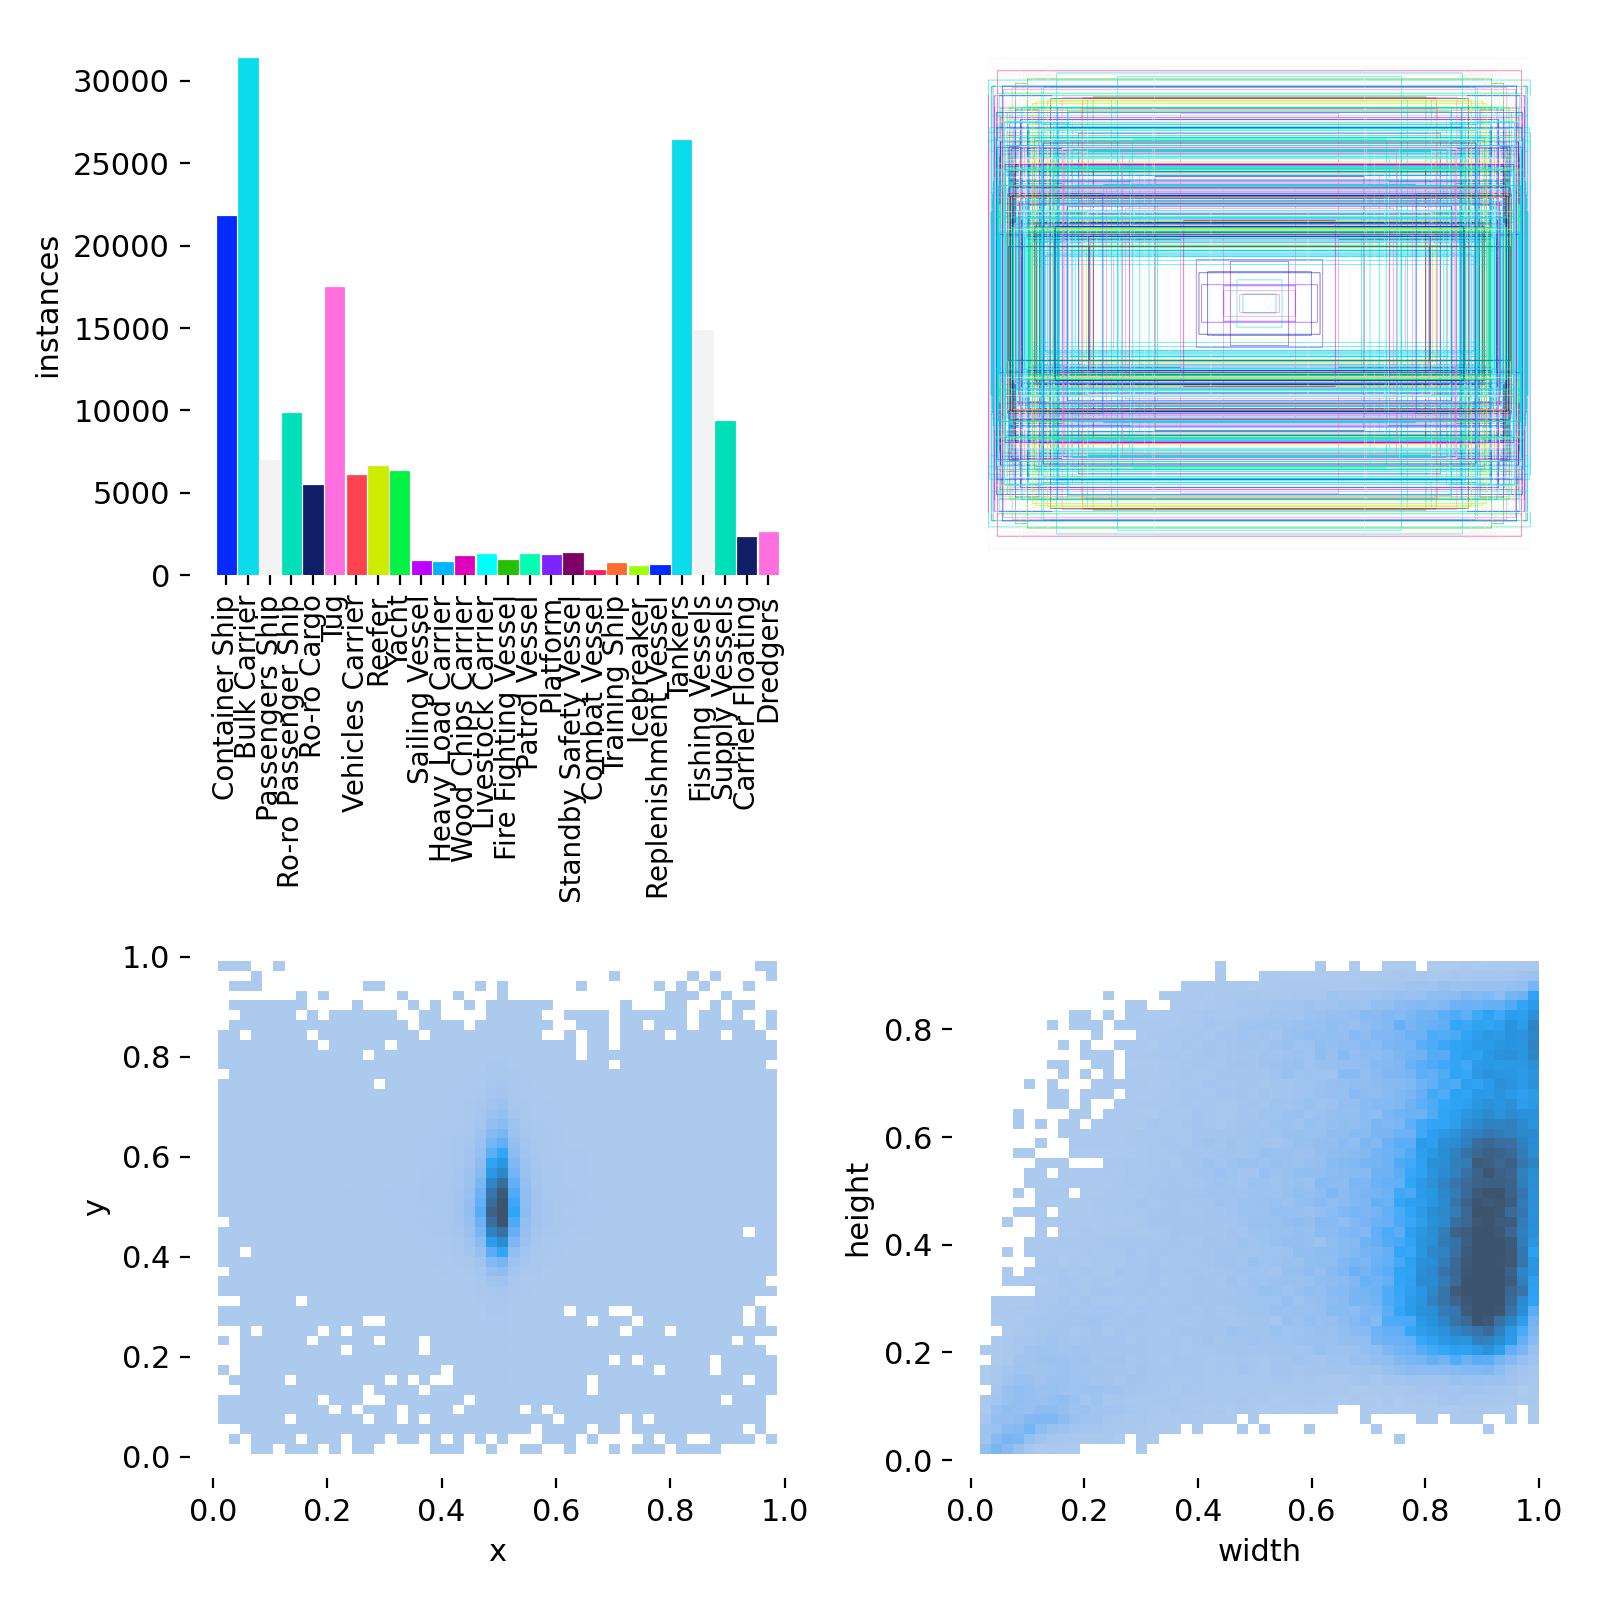 instances
30000
25000
20000
15000
10000
5000
0
Container Ship
Bulk Carrier
Passengers Ship
Ro-ro Passenger Ship
Ro-ro Cargo
Tug
Vehicles Carrier
Reefer
Yacht
Sailing Vessel
Heavy Load Carrier
Wood Chips Carrier
Livestock Carrier
Fire Fighting Vessel
Patrol Vessel
Platform
Standby Safety Vessel
Combat Vessel
Training Ship
Icebreaker
Replenishment Vessel
Tankers
Fishing Vessels
Supply Vessels
Carrier Floating
Dredgers
y
1.0
0.8
0.6
0.4
0.2
0.0
0.0 0.2 0.4 0.6 0.8 1.0
x
height
0.8
0.6
0.4
0.2
0.0
0.0 0.2 0.4 0.6 0.8 1.0
width